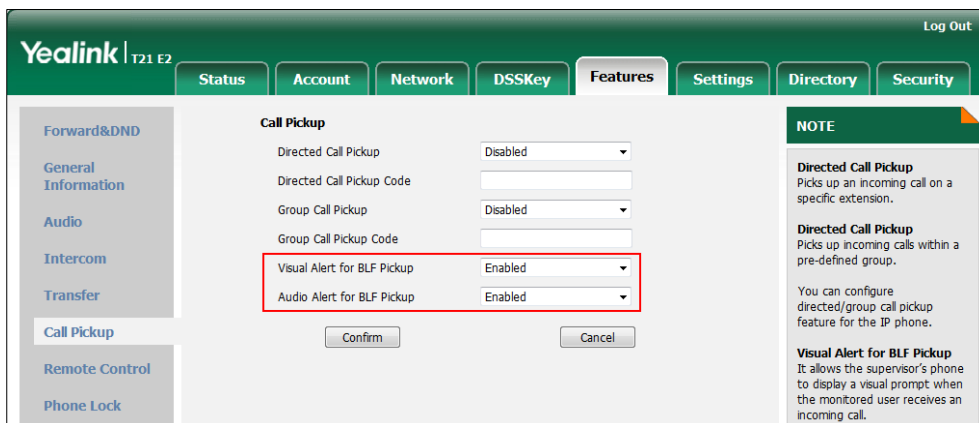 Log Out
Yealink T21 E2
Status Account Network DSSKey Features Settings Directory Security
Forward&DND
General
Information
Audio
Intercom
Transfer
Call Pickup
Remote Control
Phone Lock
Call Pickup
Directed Call Pickup Disabled
Directed Call Pickup Code
Group Call Pickup Disabled
Group Call Pickup Code
Visual Alert for BLF Pickup Enabled
Audio Alert for BLF Pickup Enabled
Confirm Cancel
NOTE
Directed Call Pickup
Picks up an incoming call on a
specific extension.
Directed Call Pickup
Picks up incoming calls within a
pre-defined group.
You can configure
directed/group call pickup
feature for the IP phone.
Visual Alert for BLF Pickup
It allows the supervisor's phone
to display a visual prompt when
the monitored user receives an
incoming call.